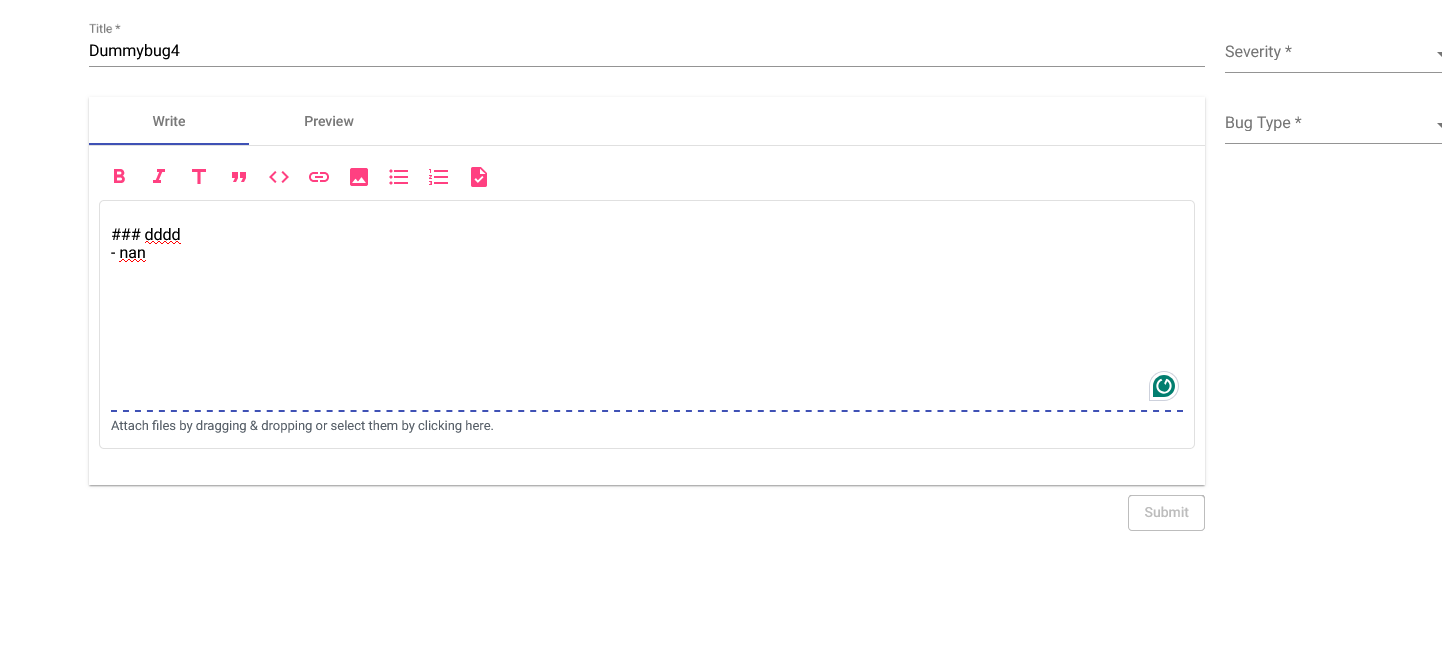 Title *
Dummybug4
Severity *
Write
Preview
Bug Type *
### dddd
- nan
Attach files by dragging & dropping or select them by clicking here.
Submit